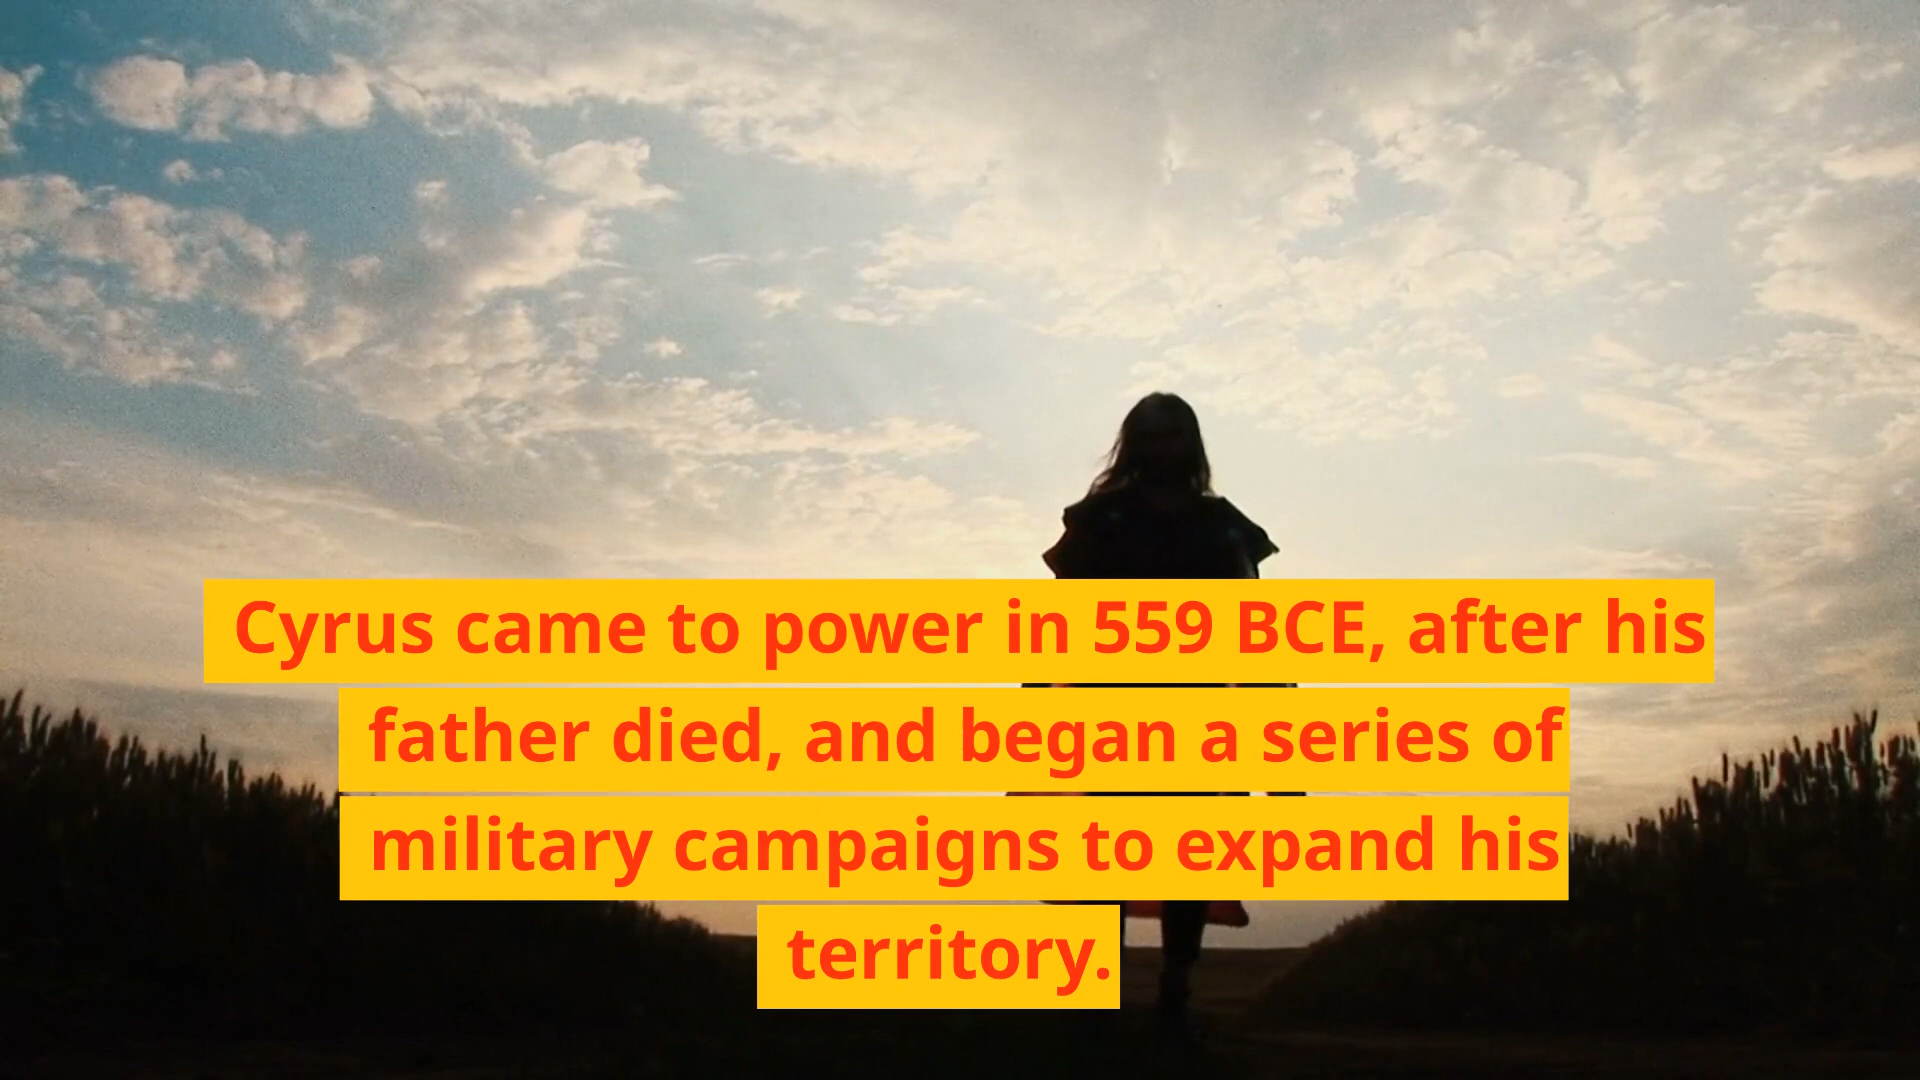 Cyrus came to power in 559 BCE, after his
father died, and began a series of
military campaigns to expand his
territory.